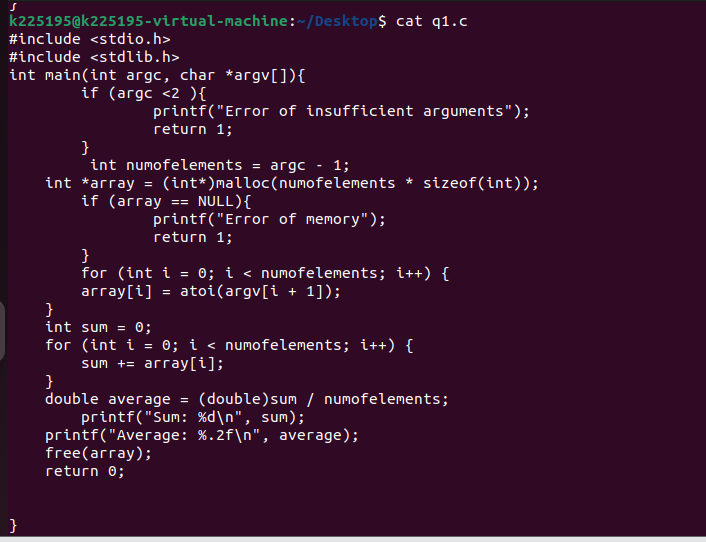 }
k225195@k225195-virtual-machine:~/Desktop$ cat q1.c
#include <stdio.h>
#include <stdlib.h>
int main(int argc, char *argv[]){
        if (argc <2 ){
                printf("Error of insufficient arguments");
                return 1;
        }
         int numofelements = argc - 1;
    int *array = (int*)malloc(numofelements * sizeof(int));
        if (array == NULL){
                printf("Error of memory");
                return 1;
        }
        for (int i = 0; i < numofelements; i++) {
        array[i] = atoi(argv[i + 1]);
    }
    int sum = 0;
    for (int i = 0; i < numofelements; i++) {
        sum += array[i];
    }
    double average = (double)sum / numofelements;
        printf("Sum: %d\n", sum);
    printf("Average: %.2f\n", average);
    free(array);
    return 0;
}